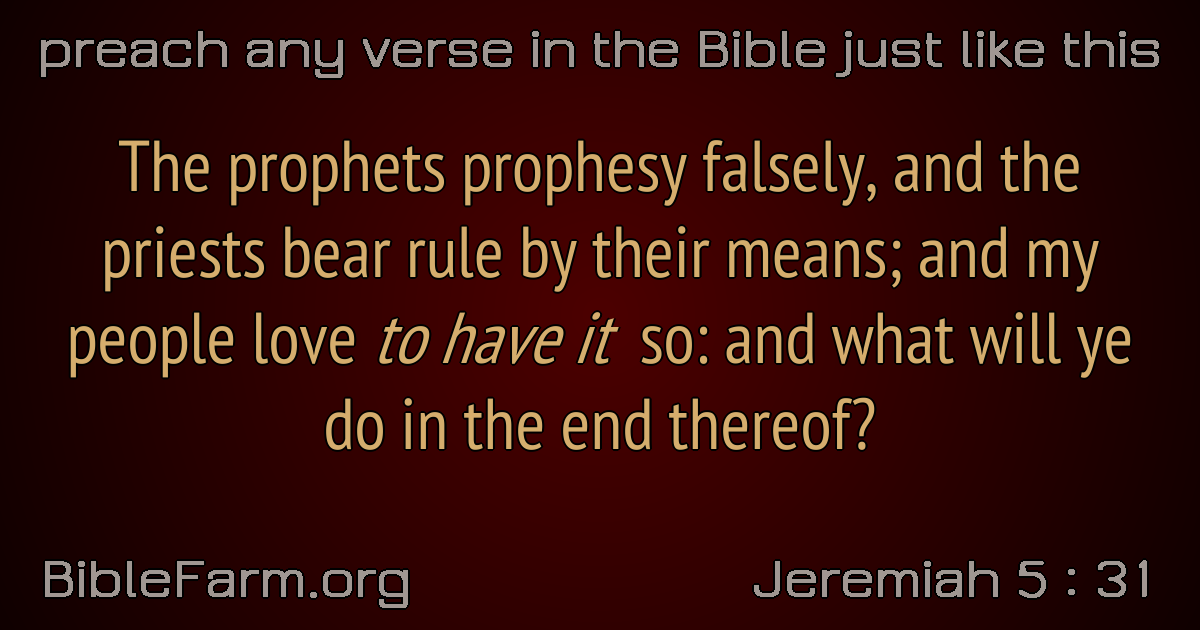 preach any verse in the Bible just like this
The prophets prophesy falsely, and the
priests bear rule by their means; and my
people love to have it so: and what will ye
do in the end thereof?
BibleFarm.org
Jeremiah 5 : 31